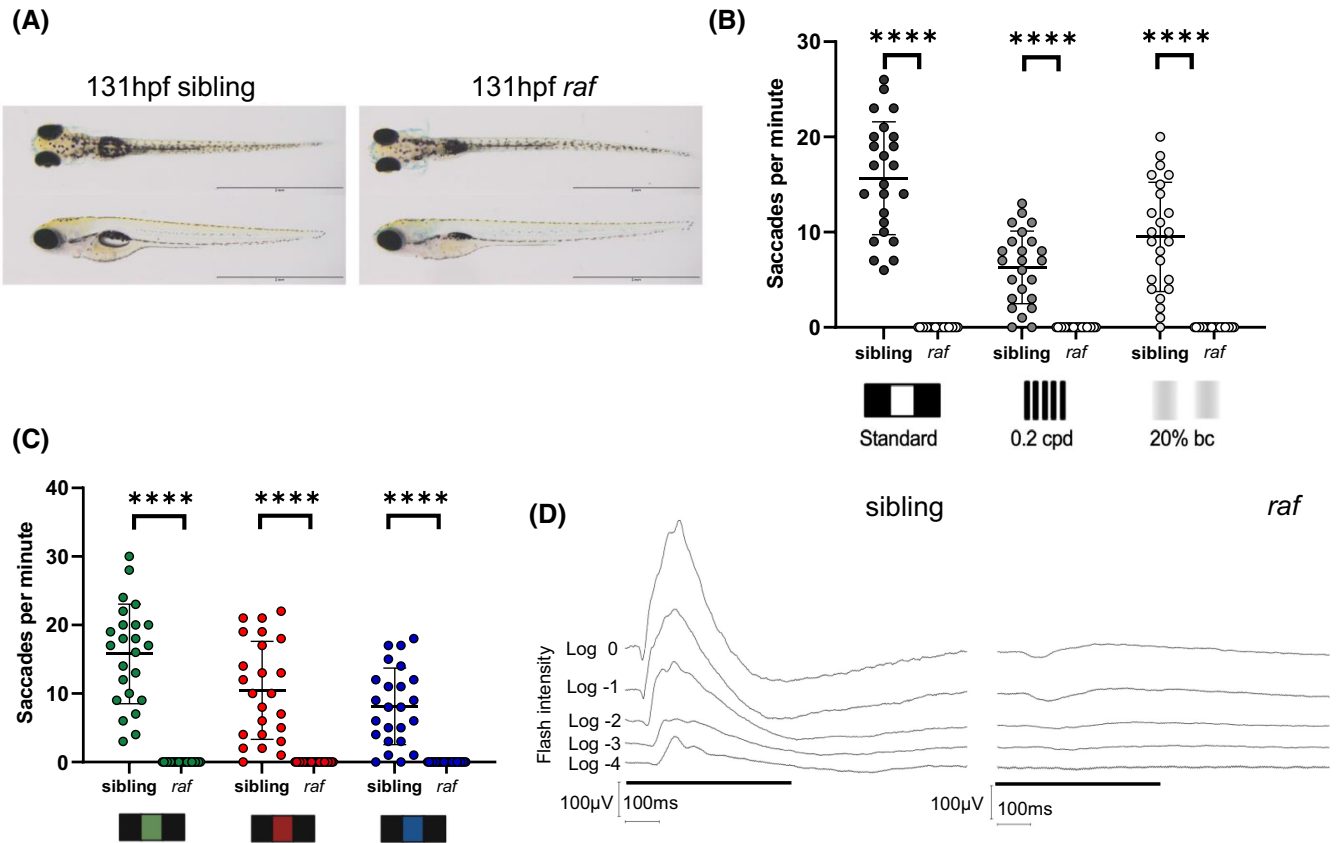 (A)
131hpf sibling
131hpf raf
(B)
****
****
****
30
20
10
0
Saccades per minute
sibling
raf
sibling
raf
sibling
raf
Standard
0.2 cpd
20% bc
(C)
****
****
****
40
30
20
10
0
Saccades per minute
sibling
raf
sibling
raf
sibling
raf
(D)
sibling
raf
Flash intensity
Log 0
Log -1
Log -2
Log -3
Log -4
100µV
100ms
100µV
100ms